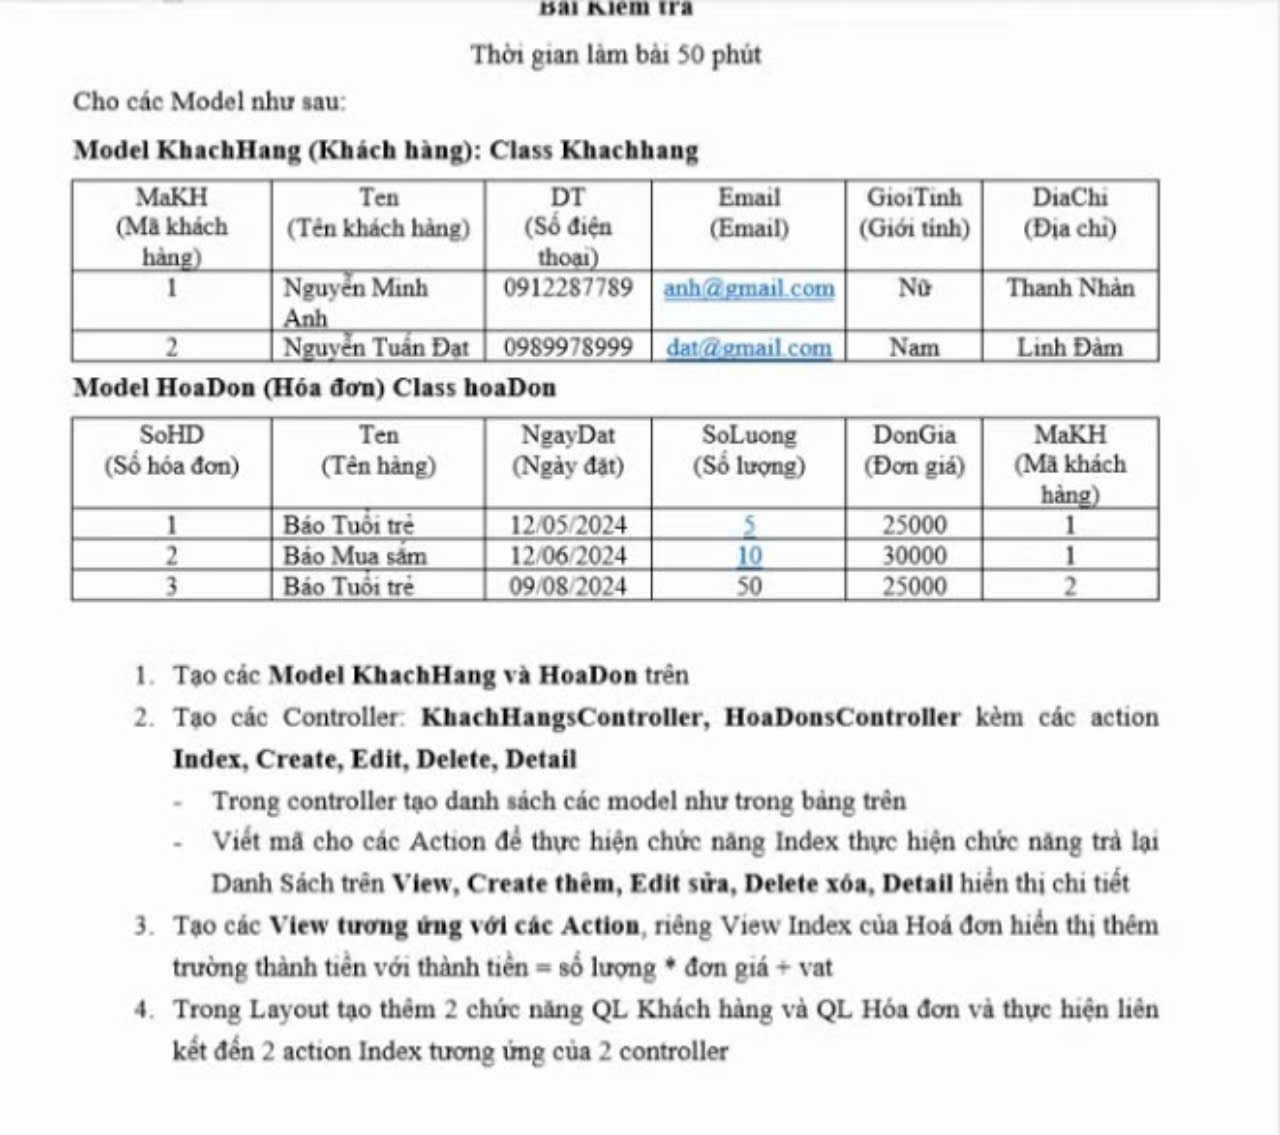 Bài Kiểm tra
Thời gian làm bài 50 phút
Cho các Model như sau:
Model KhachHang (Khách hàng): Class Khachhang
MaKH (Mã khách hàng) Ten (Tên khách hàng) DT (Số điện thoại) Email (Email) GioiTinh (Giới tính) DiaChi (Địa chỉ)
1 Nguyễn Minh Anh 0912287789 anh@gmail.com Nữ Thanh Nhàn
2 Nguyễn Tuấn Đạt 0989978999 dat@gmail.com Nam Linh Đàm
Model HoaDon (Hóa đơn) Class hoaDon
SoHD (Số hóa đơn) Ten (Tên hàng) NgayDat (Ngày đặt) SoLuong (Số lượng) DonGia (Đơn giá) MaKH (Mã khách hàng)
1 Báo Tuổi trẻ 12/05/2024 5 25000 1
2 Báo Mua sắm 12/06/2024 10 30000 1
3 Báo Tuổi trẻ 09/08/2024 50 25000 2
1. Tạo các Model KhachHang và HoaDon trên
2. Tạo các Controller: KhachHangsController, HoaDonsController kèm các action
Index, Create, Edit, Delete, Detail
- Trong controller tạo danh sách các model như trong bảng trên
- Viết mã cho các Action để thực hiện chức năng Index thực hiện chức năng trả lại
Danh Sách trên View, Create thêm, Edit sửa, Delete xóa, Detail hiển thị chi tiết
3. Tạo các View tương ứng với các Action, riêng View Index của Hoá đơn hiển thị thêm
trường thành tiền với thành tiền = số lượng * đơn giá + vat
4. Trong Layout tạo thêm 2 chức năng QL Khách hàng và QL Hóa đơn và thực hiện liên
kết đến 2 action Index tương ứng của 2 controller